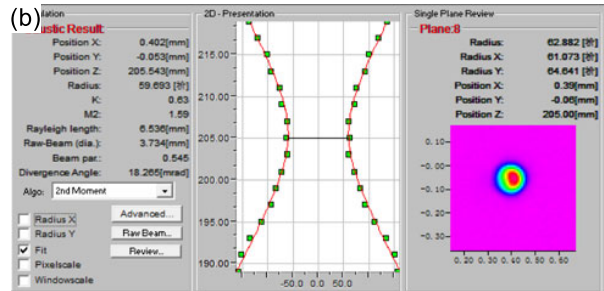 (b)
ulation
ustic Result:
Position X: 0.402[mm]
Position Y: -0.053[mm]
Position Z: 205.543[mm]
Radius: 59.693
K: 0.63
M2: 1.59
Rayleigh length: 6.536[mm]
Raw-Beam (dia.): 3.734[mm]
Beam par.: 0.545
Divergence Angle: 18.265[mrad]
Algo: 2nd Moment
Radius X
Radius Y
Fit
Pixelscale
Windowscale
Advanced...
Raw Beam...
Review...
2D - Presentation
215.00
210.00
205.00
200.00
195.00
190.00
-50.0 0.0 50.0
Single Plane Review
Plane:8
Radius: 62.882
Radius X: 61.073
Radius Y: 64.641
Position X: 0.39[mm]
Position Y: -0.06[mm]
Position Z: 205.00[mm]
0.10
-0.00
-0.10
-0.20
-0.30
0.20 0.30 0.40 0.50 0.60